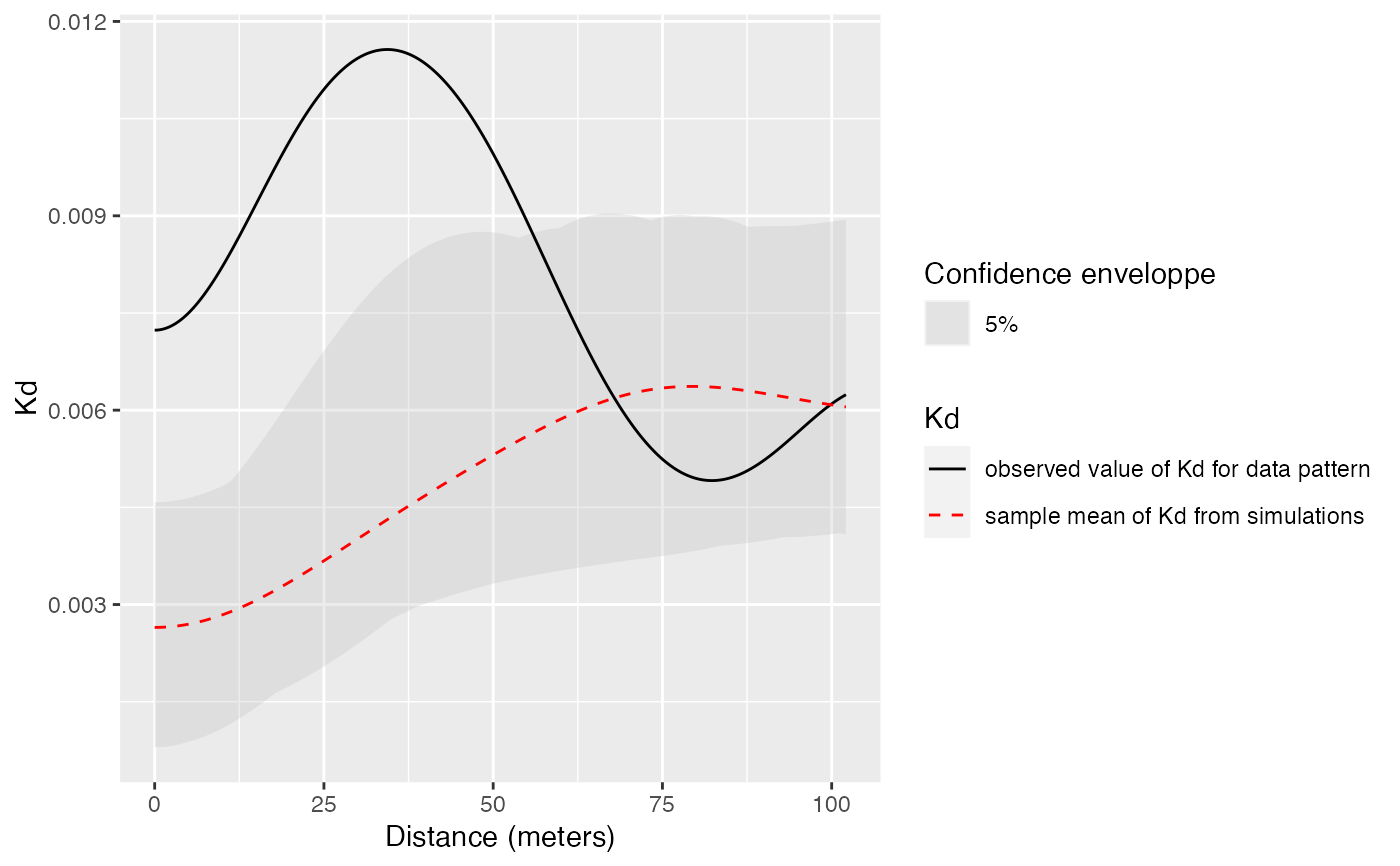 0.012
0.009
0.006
0.003
Kd
0
25
50
75
100
Distance (meters)
Confidence enveloppe
5%
Kd
observed value of Kd for data pattern
sample mean of Kd from simulations